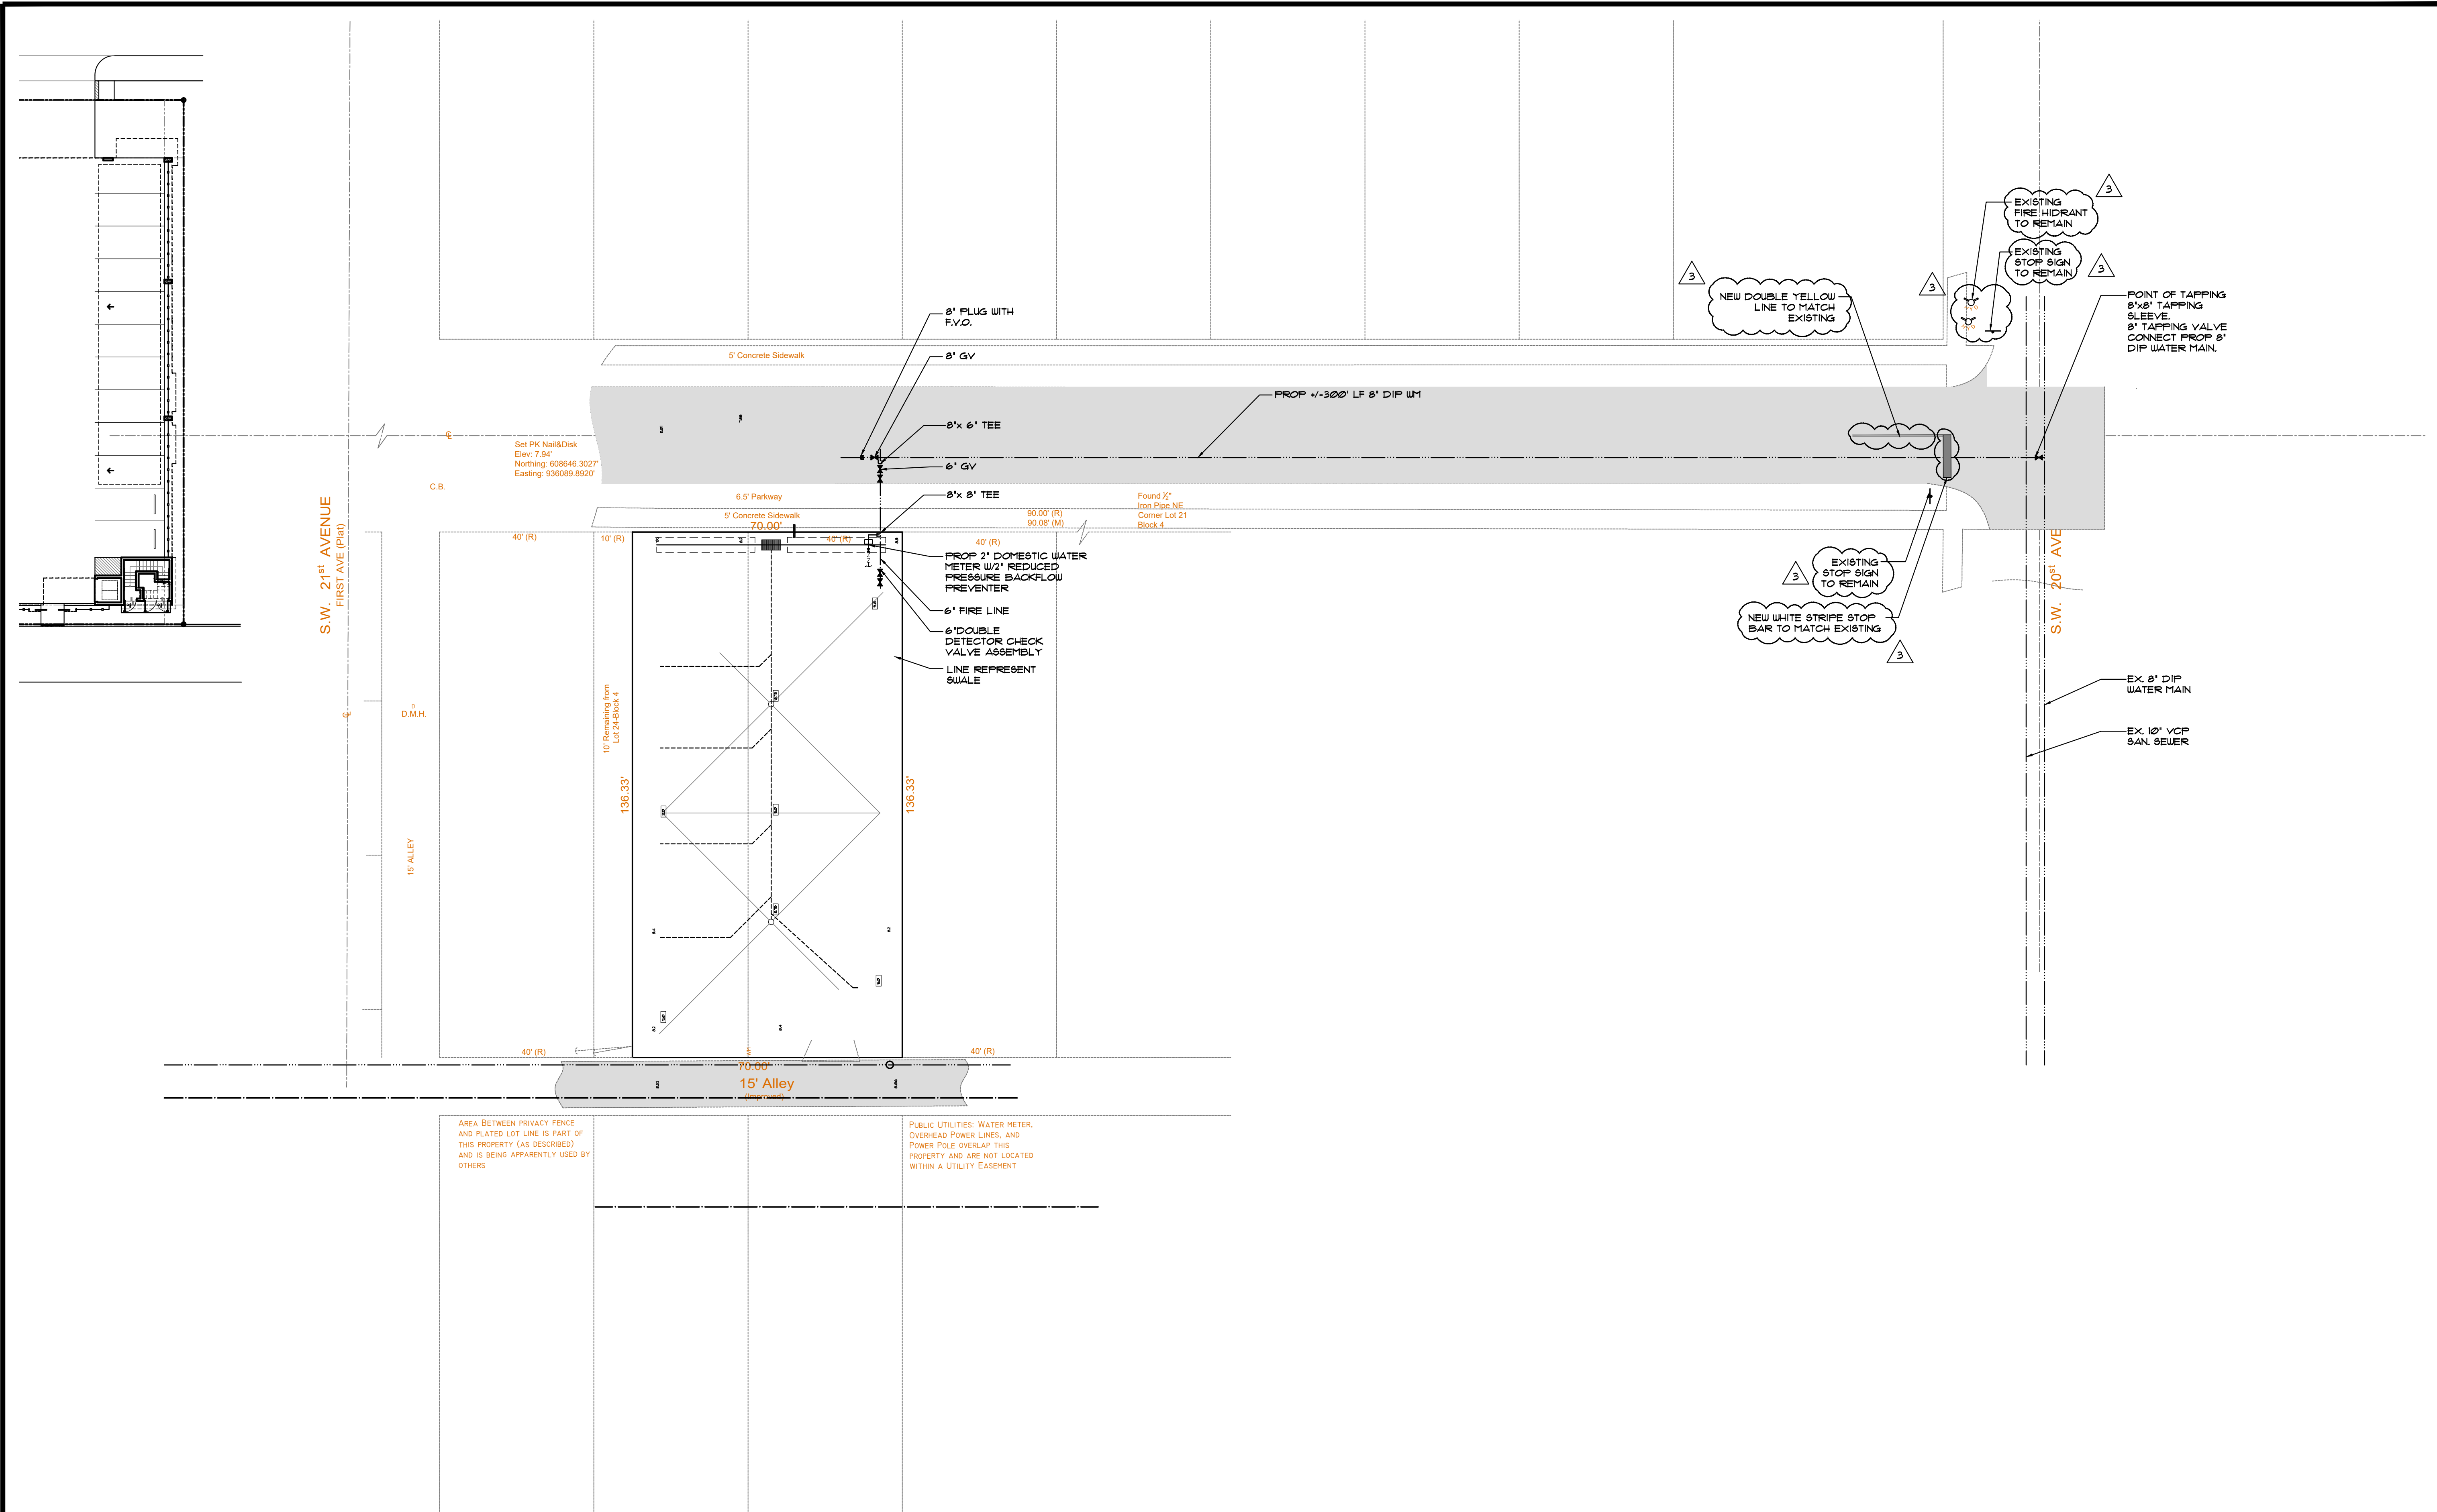 EXISTING
FIRE HIDRANT
TO REMAIN
3
EXISTING
STOP SIGN
TO REMAIN
3
3
NEW DOUBLE YELLOW
LINE TO MATCH
EXISTING
3
POINT OF TAPPING
8"x8" TAPPING
SLEEVE.
8" TAPPING VALVE
CONNECT PROP 8"
DIP WATER MAIN.
8" PLUG WITH
F.V.O.
8" GV
5' Concrete Sidewalk
PROP +/-300' LF 8" DIP WM
8"x 6" TEE
6" GV
8"x 8" TEE
Set PK Nail&Disk
Elev: 7.94'
Northing: 608646.3027'
Easting: 936089.8920'
C.B.
6.5' Parkway
5' Concrete Sidewalk
70.00'
90.00' (R)
90.08' (M)
Found ½"
Iron Pipe NE
Corner Lot 21
Block 4
40' (R)
10' (R)
40' (R)
40' (R)
S.W. 21st AVENUE
FIRST AVE (Plat)
PROP 2" DOMESTIC WATER
METER W/2" REDUCED
PRESSURE BACKFLOW
PREVENTER
6" FIRE LINE
6"DOUBLE
DETECTOR CHECK
VALVE ASSEMBLY
LINE REPRESENT
SWALE
EXISTING
STOP SIGN
TO REMAIN
3
NEW WHITE STRIPE STOP
BAR TO MATCH EXISTING
3
S.W. 20st AVE
EX. 8" DIP
WATER MAIN
EX. 10" VCP
SAN. SEWER
D
D.M.H.
10' Remaining from
Lot 24-Block 4
136.33'
136.33'
15' ALLEY
40' (R)
40' (R)
70.00'
15' Alley
(Improved)
AREA BETWEEN PRIVACY FENCE
AND PLATED LOT LINE IS PART OF
THIS PROPERTY (AS DESCRIBED)
AND IS BEING APPARENTLY USED BY
OTHERS
PUBLIC UTILITIES: WATER METER,
OVERHEAD POWER LINES, AND
POWER POLE OVERLAP THIS
PROPERTY AND ARE NOT LOCATED
WITHIN A UTILITY EASEMENT